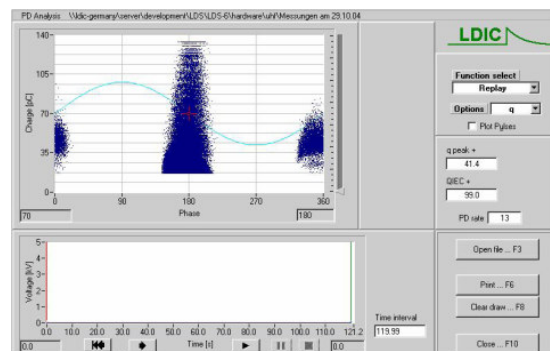 PD Analysis \\ldic-germany\server\development\LDS\LDS-6\hardware\uhf\Messungen am 29.10.04
LDIC
140-
105-
70-
35-
0-
Charge [pC]
0 90 180 270 360
Phase
70
180
Function select
Replay
Options q
Plot Pulses
q peak +
41.4
QIEC +
99.0
PD rate 13
5-
4-
3-
2-
1-
0-
Voltage [kV]
0.0 10.0 20.0 30.0 40.0 50.0 60.0 70.0 80.0 90.0 100.0 121.2
0.0
Time [s]
0.0
Time interval
119.99
Open file ... F3
Print ... F6
Clear draw ... F8
Close ... F10